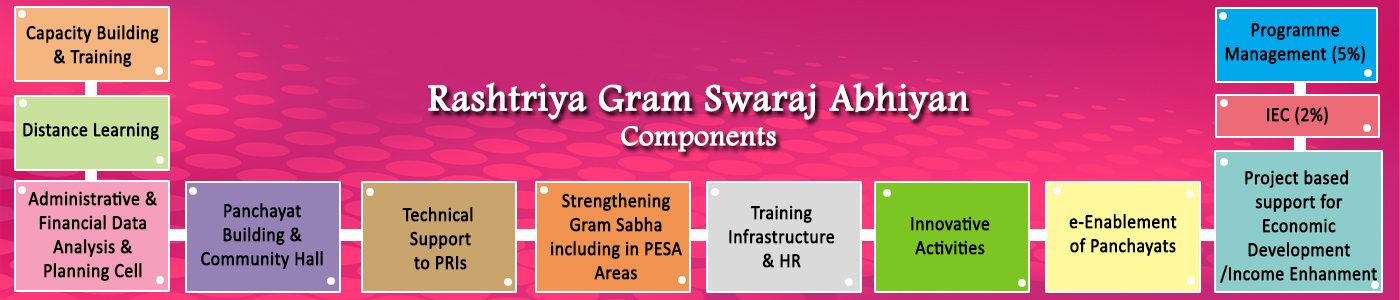 Capacity Building
& Training
Distance Learning
Administrative &
Financial Data
Analysis &
Planning Cell
Panchayat
Building &
Community Hall
Technical
Support
to PRIs
Strengthening
Gram Sabha
including in PESA
Areas
Training
Infrastructure
& HR
Innovative
Activities
e-Enablement
of Panchayats
Project based
support for
Economic
Development
/Income Enhanment
IEC (2%)
Programme
Management (5%)
Rashtriya Gram Swaraj Abhiyan
Components